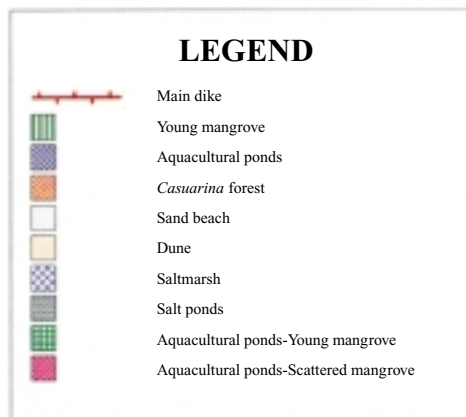 LEGEND
Main dike
Young mangrove
Aquacultural ponds
Casuarina forest
Sand beach
Dune
Saltmarsh
Salt ponds
Aquacultural ponds-Young mangrove
Aquacultural ponds-Scattered mangrove